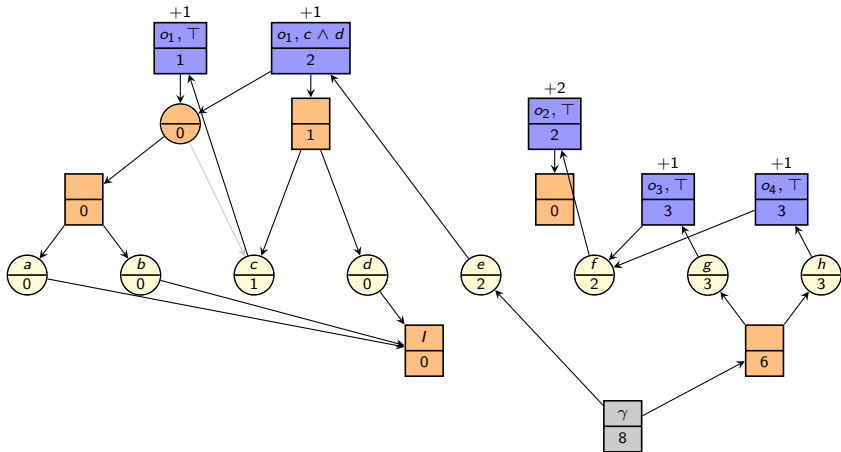 +1 +1
o₁, ⊤ o₁, c ∧ d
1 2
+2
o₂, ⊤
2
0 1
+1 +1
o₃, ⊤ o₄, ⊤
3 3
0 0
a b c d e f g h
0 0 1 0 2 2 3 3
I
0 6
γ
8